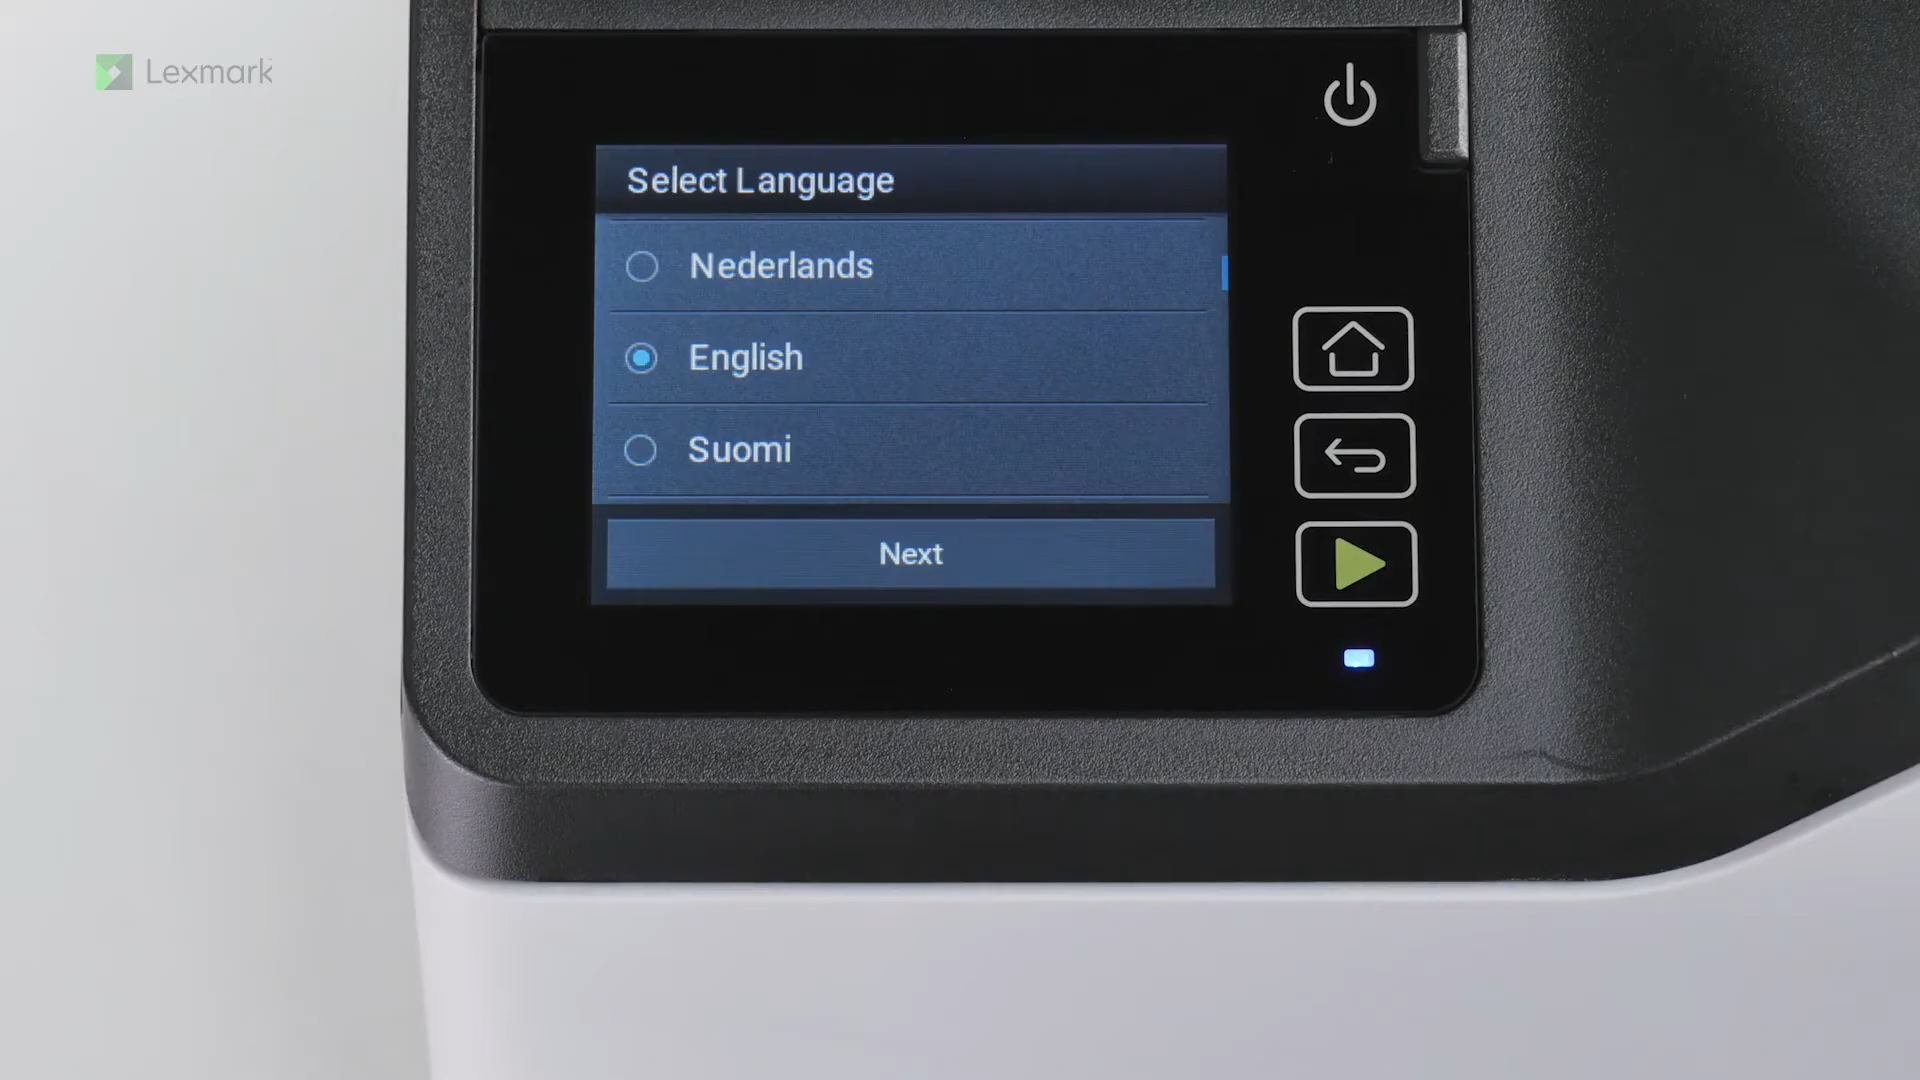 Lexmark
Select Language
Nederlands
English
Suomi
Next